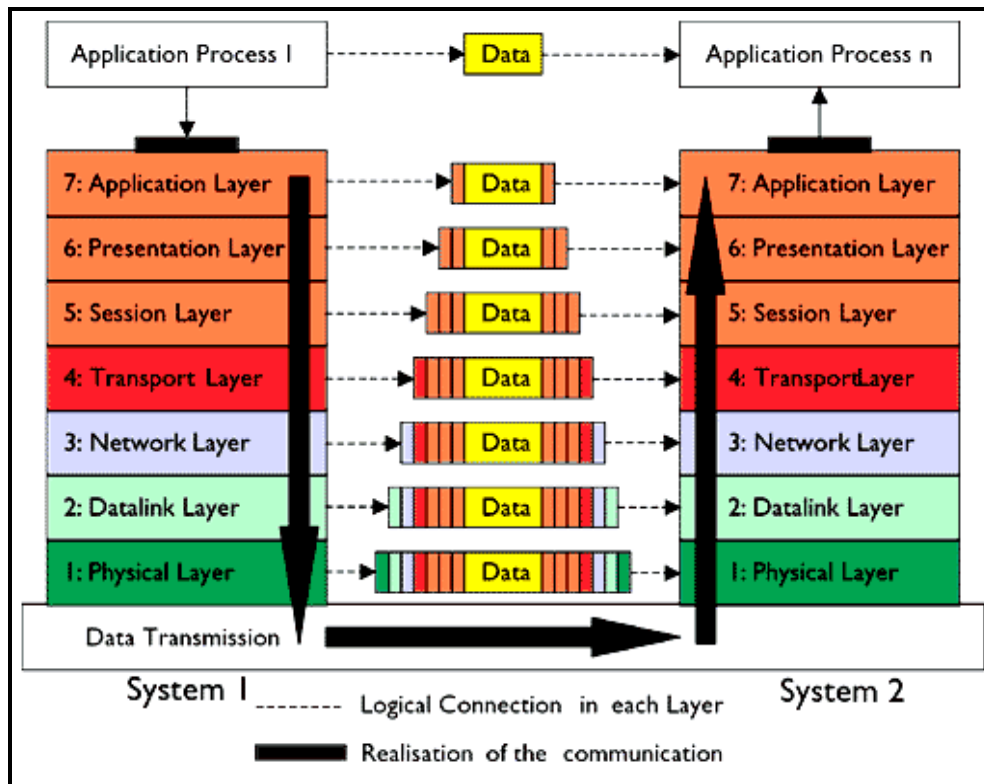 Application Process 1
Data
Application Process n
7: Application Layer
Data
7: Application Layer
6: Presentation Layer
Data
6: Presentation Layer
5: Session Layer
Data
5: Session Layer
4: Transport Layer
Data
4: TransportLayer
3: Network Layer
Data
3: Network Layer
2: Datalink Layer
Data
2: Datalink Layer
1: Physical Layer
Data
1: Physical Layer
Data Transmission
System 1
System 2
Logical Connection in each Layer
Realisation of the communication